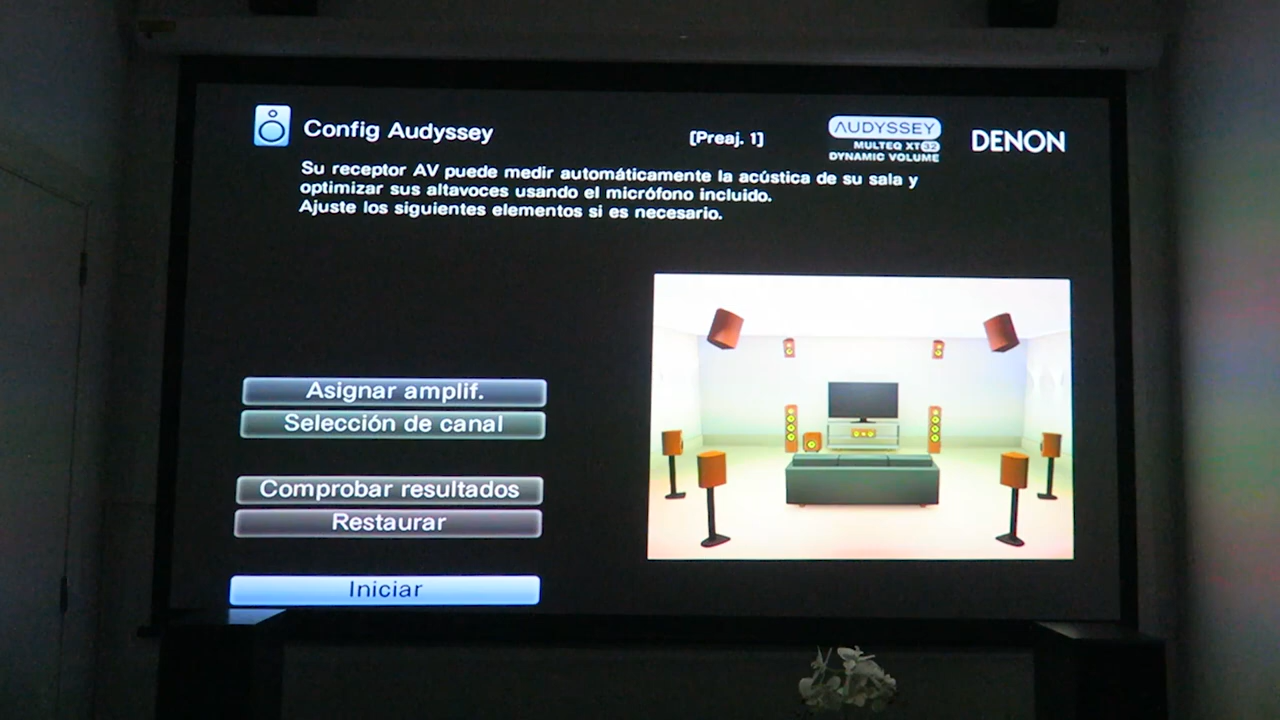 Config Audyssey
[Preaj. 1]
AUDYSSEY
MULTEQ XT32
DYNAMIC VOLUME
DENON
Su receptor AV puede medir automáticamente la acústica de su sala y
optimizar sus altavoces usando el micrófono incluido.
Ajuste los siguientes elementos si es necesario.
Asignar amplif.
Selección de canal
Comprobar resultados
Restaurar
Iniciar